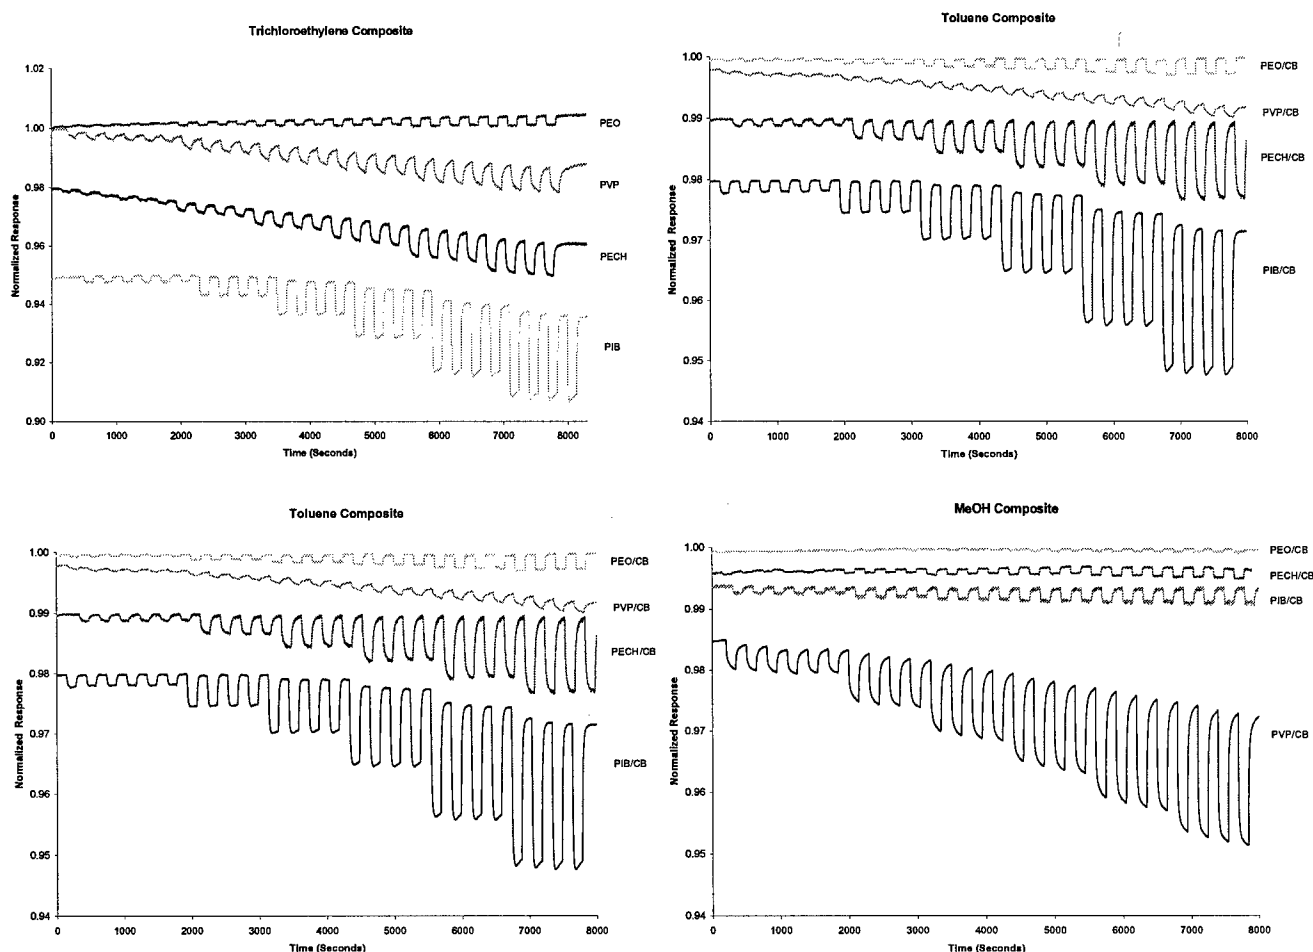 Trichloroethylene Composite
1.02
1.00
0.98
0.96
0.94
0.92
0.90
Normalized Response
PEO
PVP
PECH
PIB
0 1000 2000 3000 4000 5000 6000 7000 8000
Time (Seconds)
Toluene Composite
1.00
0.99
0.98
0.97
0.96
0.95
0.94
Normalized Response
PEO/CB
PVP/CB
PECH/CB
PIB/CB
0 1000 2000 3000 4000 5000 6000 7000 8000
Time (Seconds)
Toluene Composite
1.00
0.99
0.98
0.97
0.96
0.95
0.94
Normalized Response
PEO/CB
PVP/CB
PECH/CB
PIB/CB
0 1000 2000 3000 4000 5000 6000 7000 8000
Time (Seconds)
MeOH Composite
1.00
0.99
0.98
0.97
0.96
0.95
0.94
Normalized Response
PEO/CB
PECH/CB
PIB/CB
PVP/CB
0 1000 2000 3000 4000 5000 6000 7000 8000
Time (Seconds)